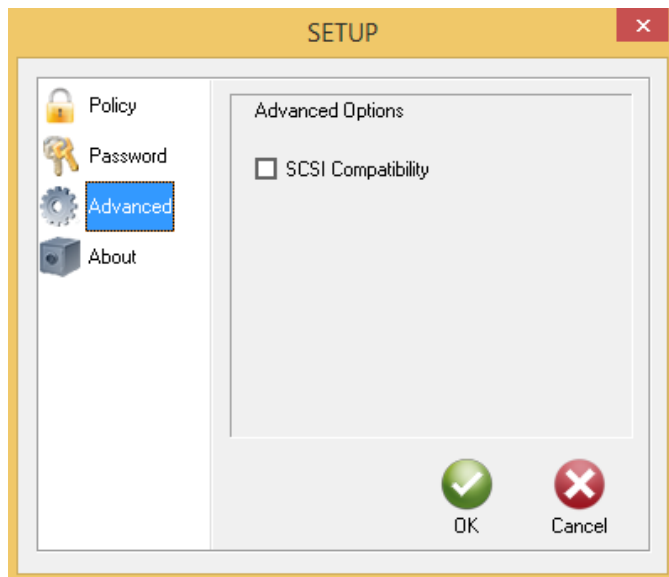 SETUP
Policy
Password
Advanced
About
Advanced Options
SCSI Compatibility
OK
Cancel